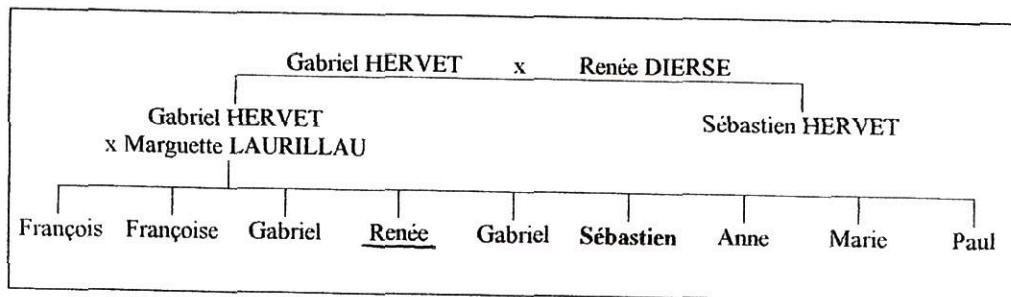 Gabriel HERVET x Renée DIERSE
Gabriel HERVET
x Marguette LAURILLAU
Sébastien HERVET
François Françoise Gabriel Renée Gabriel Sébastien Anne Marie Paul